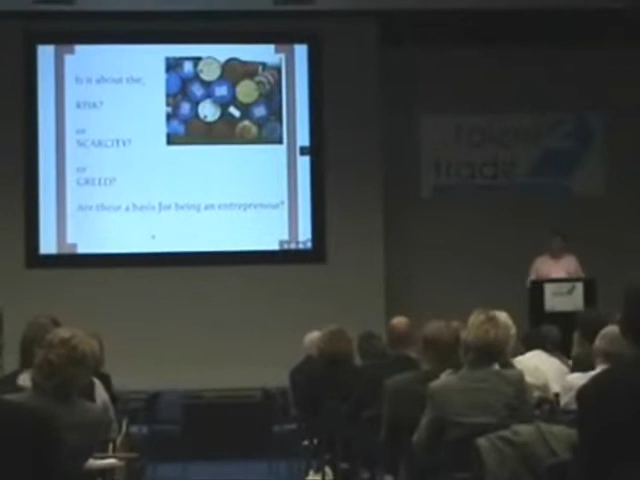 Is it about the,
RISK?
or
SCARCITY?
or
GREED?
Are these a basis for being an entrepreneur?
trade